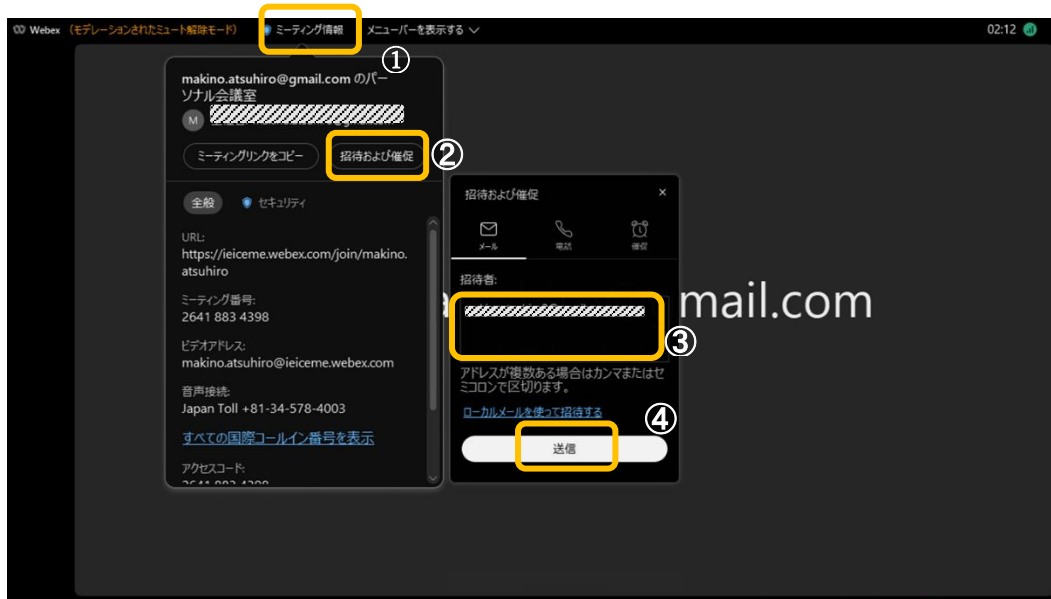 Webex (モデレーションされたミュート解除モード) ミーティング情報 メニューバーを表示する 02:12
①
makino.atsuhiro@gmail.com のパー
ソナル会議室
M
ミーティングリンクをコピー 招待および催促
②
全般 セキュリティ
URL:
https://ieiceme.webex.com/join/makino.
atsuhiro
ミーティング番号:
2641 883 4398
ビデオアドレス:
makino.atsuhiro@ieiceme.webex.com
音声接続:
Japan Toll +81-34-578-4003
すべての国際コールイン番号を表示
アクセスコード:
2641 883 4398
招待および催促 ×
メール 電話 催促
招待者:
③
アドレスが複数ある場合はカンマまたはセ
ミコロンで区切ります。
ローカルメールを使って招待する
④
送信
mail.com